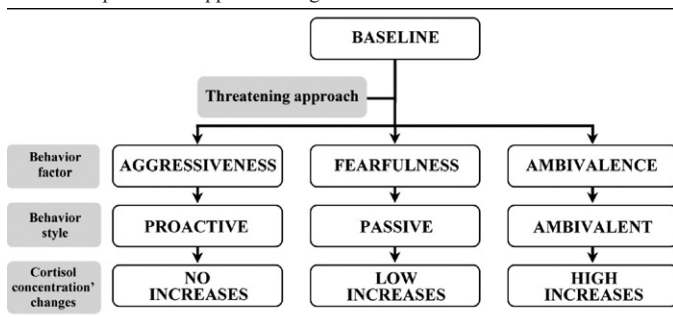 BASELINE
Threatening approach
Behavior
factor
AGGRESSIVENESS
FEARFULNESS
AMBIVALENCE
Behavior
style
PROACTIVE
PASSIVE
AMBIVALENT
Cortisol
concentration'
changes
NO
INCREASES
LOW
INCREASES
HIGH
INCREASES